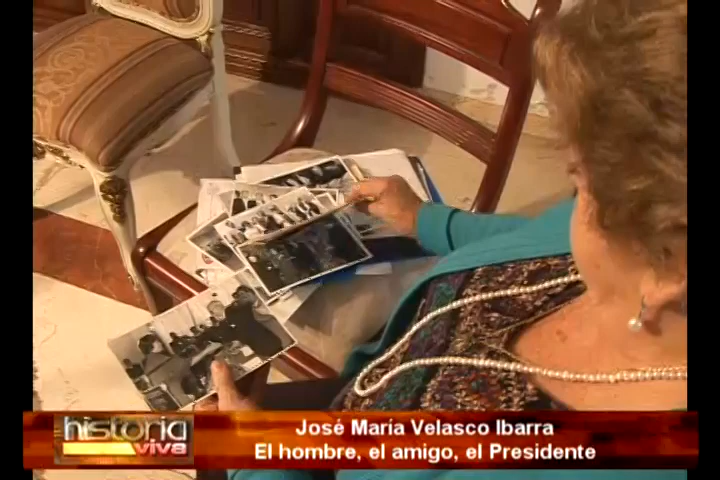 historia
viva
José María Velasco Ibarra
El hombre, el amigo, el Presidente